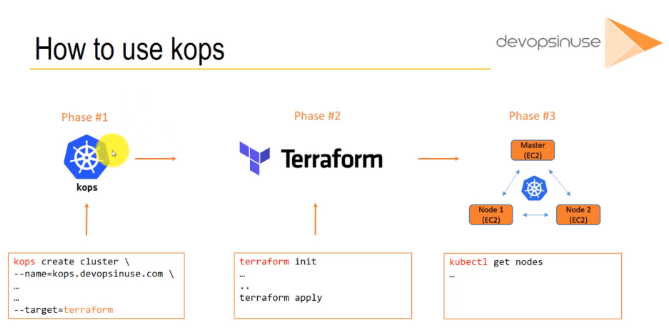 How to use kops
devopsinuse
Phase #1
kops
kops create cluster \
--name=kops.devopsinuse.com \
…
…
--target=terraform
Phase #2
Terraform
terraform init
…
..
terraform apply
Phase #3
Master
(EC2)
Node 1
(EC2)
Node 2
(EC2)
kubectl get nodes
…